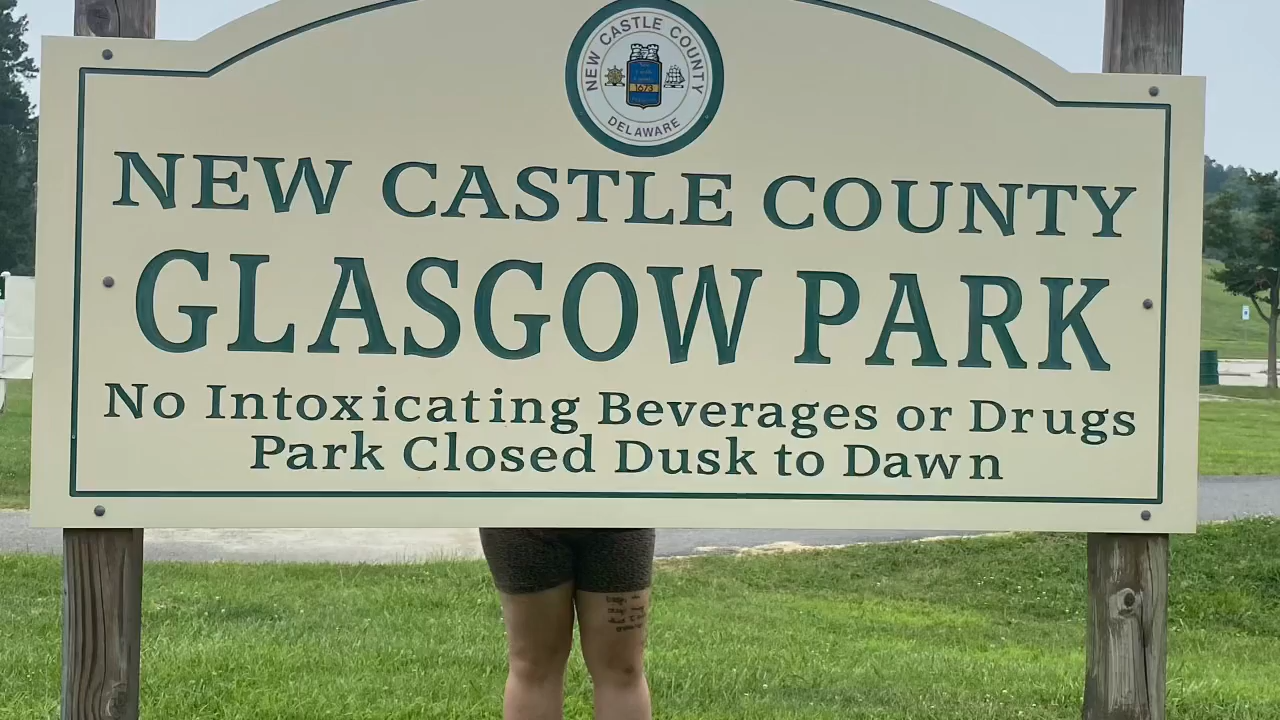 NEW CASTLE COUNTY
1673
DELAWARE
NEW CASTLE COUNTY
GLASGOW PARK
No Intoxicating Beverages or Drugs
Park Closed Dusk to Dawn